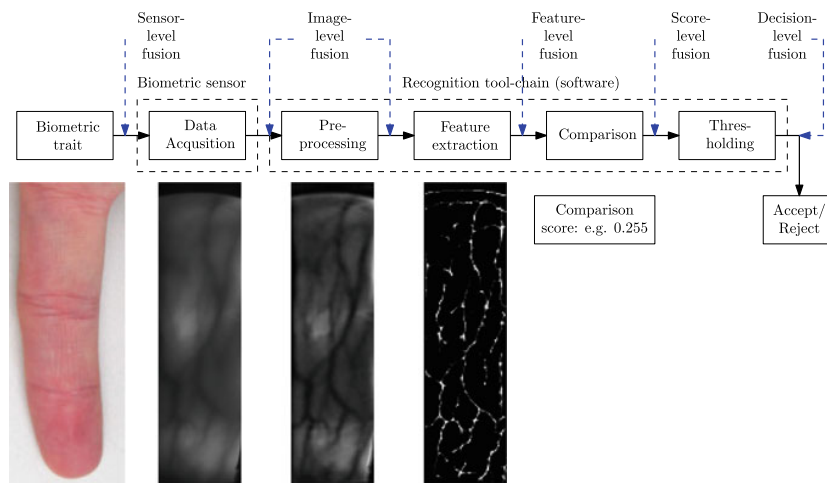 Sensor-
level
fusion
Image-
level
fusion
Feature-
level
fusion
Score-
level
fusion
Decision-
level
fusion
Biometric sensor
Recognition tool-chain (software)
Biometric
trait
Data
Acqusition
Pre-
processing
Feature
extraction
Comparison
Thres-
holding
Comparison
score: e.g. 0.255
Accept/
Reject